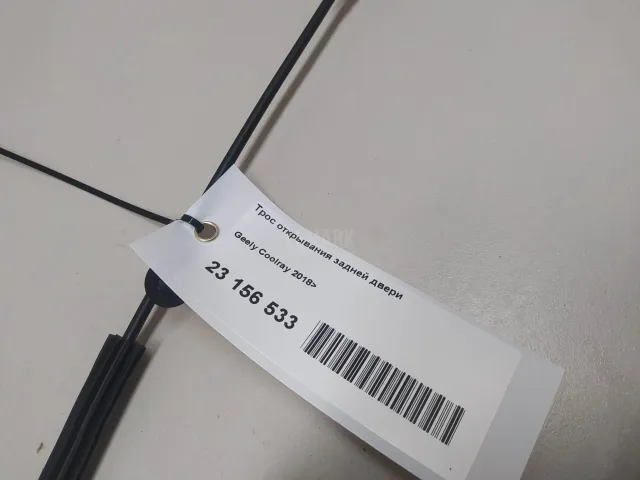 Трос открывания задней двери
Geely Coolray 2018>
23 156 533